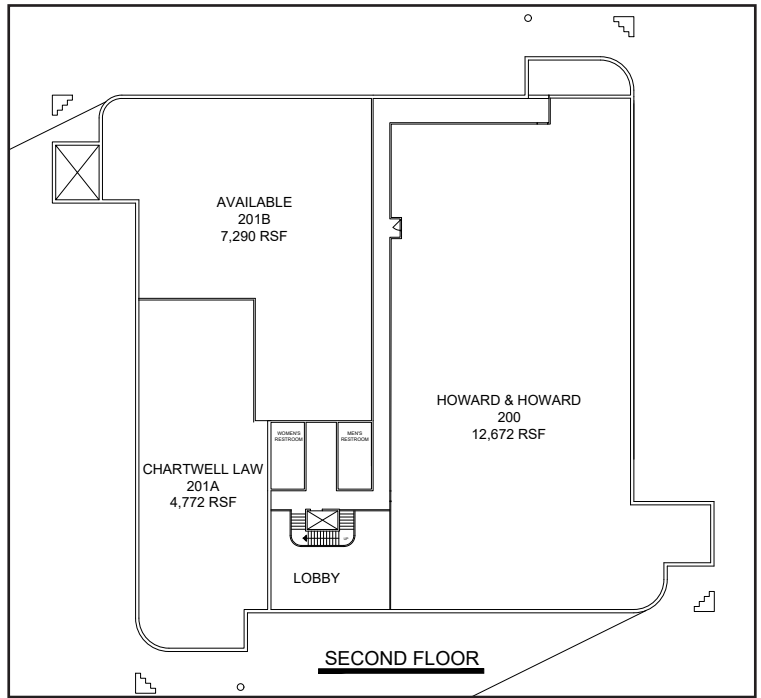 AVAILABLE
201B
7,290 RSF
HOWARD & HOWARD
200
12,672 RSF
WOMEN'S
RESTROOM
MEN'S
RESTROOM
CHARTWELL LAW
201A
4,772 RSF
UP
LOBBY
SECOND FLOOR